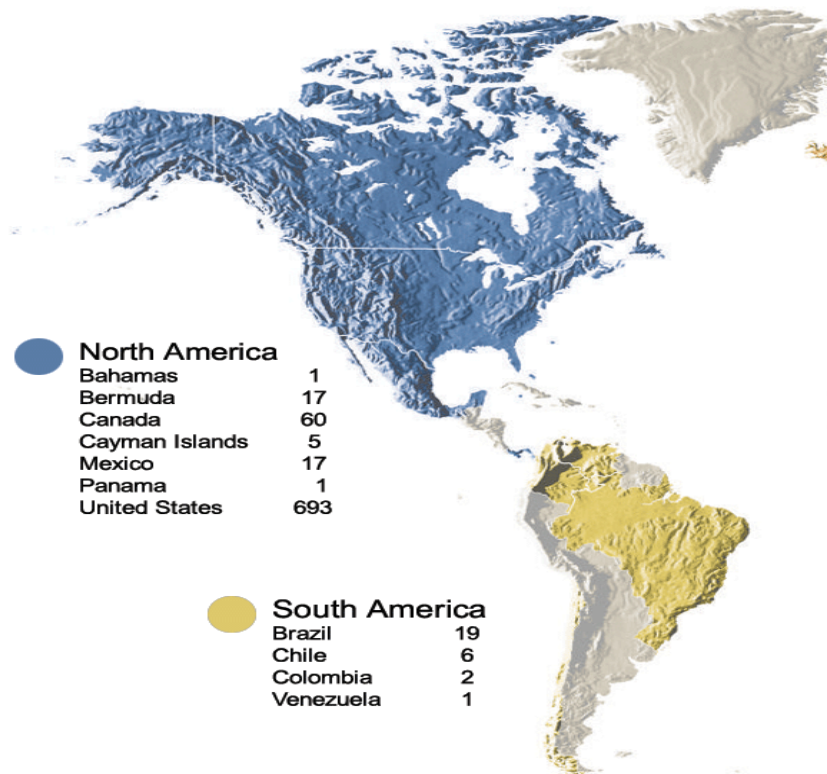 North America
Bahamas 1
Bermuda 17
Canada 60
Cayman Islands 5
Mexico 17
Panama 1
United States 693
South America
Brazil 19
Chile 6
Colombia 2
Venezuela 1